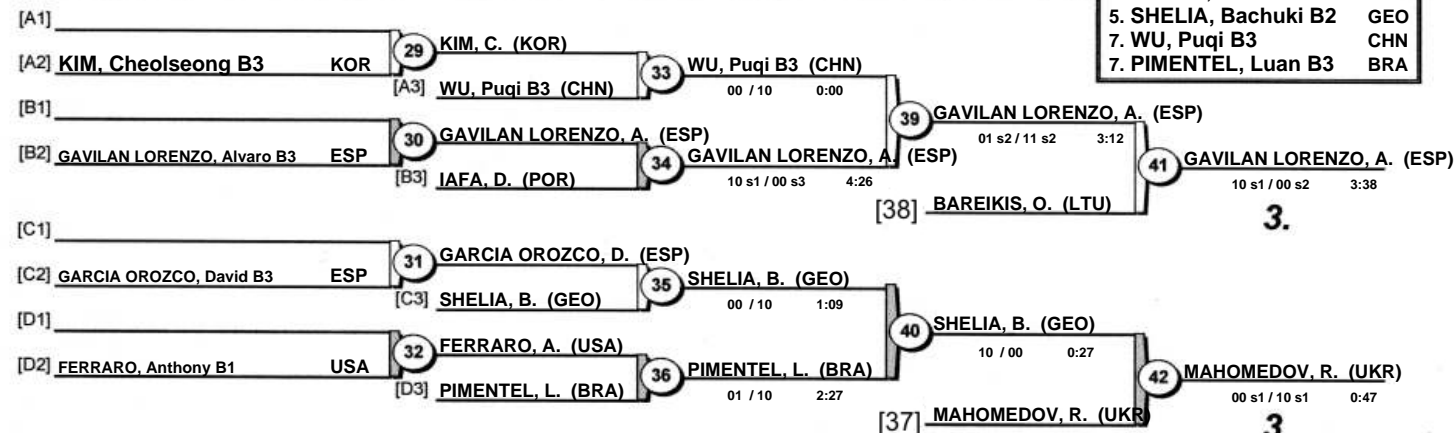 5. SHELIA, Bachuki B2 GEO
7. WU, Puqi B3 CHN
7. PIMENTEL, Luan B3 BRA
[A1]
[A2] KIM, Cheolseong B3 KOR
29
KIM, C. (KOR)
[A3] WU, Puqi B3 (CHN)
33
WU, Puqi B3 (CHN)
00 / 10 0:00
[B1]
[B2] GAVILAN LORENZO, Alvaro B3 ESP
30
GAVILAN LORENZO, A. (ESP)
[B3] IAFA, D. (POR)
34
GAVILAN LORENZO, A. (ESP)
10 s1 / 00 s3 4:26
39
GAVILAN LORENZO, A. (ESP)
01 s2 / 11 s2 3:12
[38] BAREIKIS, O. (LTU)
41
GAVILAN LORENZO, A. (ESP)
10 s1 / 00 s2 3:38
3.
[C1]
[C2] GARCIA OROZCO, David B3 ESP
31
GARCIA OROZCO, D. (ESP)
[C3] SHELIA, B. (GEO)
35
SHELIA, B. (GEO)
00 / 10 1:09
[D1]
[D2] FERRARO, Anthony B1 USA
32
FERRARO, A. (USA)
[D3] PIMENTEL, L. (BRA)
36
PIMENTEL, L. (BRA)
01 / 10 2:27
40
SHELIA, B. (GEO)
10 / 00 0:27
[37] MAHOMEDOV, R. (UKR)
42
MAHOMEDOV, R. (UKR)
00 s1 / 10 s1 0:47
3